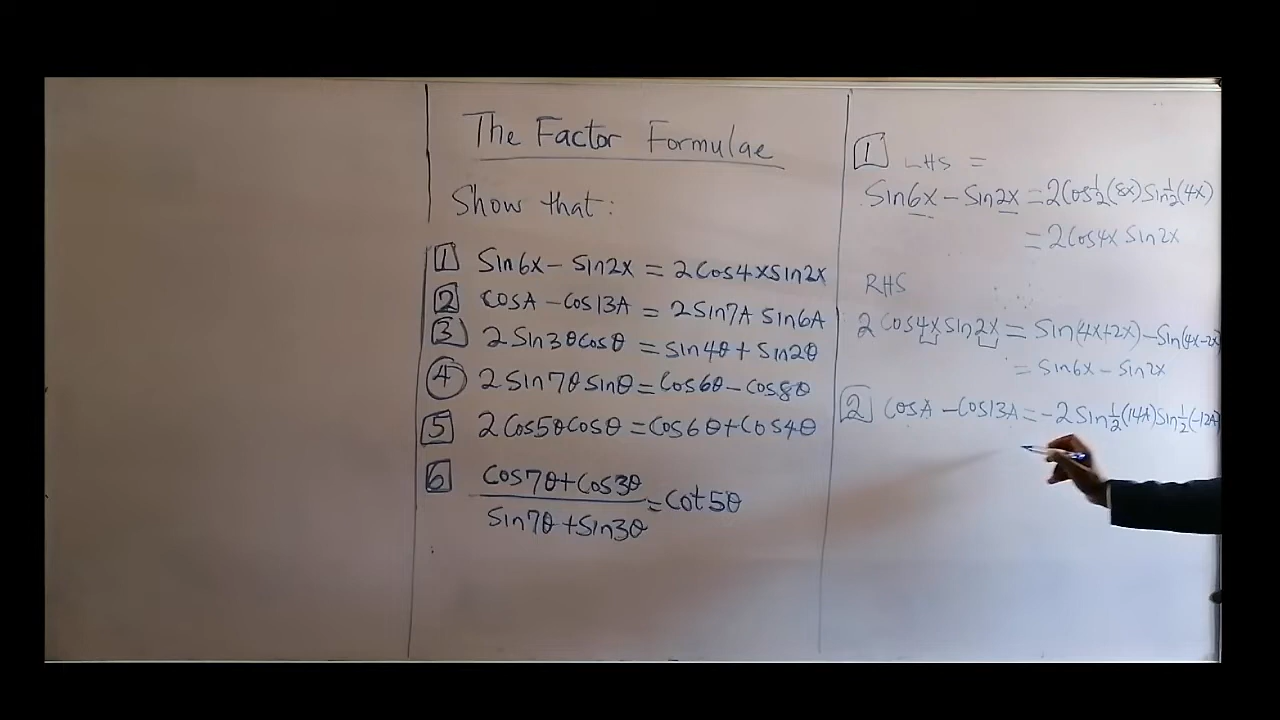 The Factor Formulae
Show that:
1 Sin6x - Sin2x = 2Cos4xSin2x
2 CosA - Cos13A = 2Sin7A Sin6A
3 2Sin3θCosθ = Sin4θ + Sin2θ
4 2Sin7θSinθ = Cos6θ - Cos8θ
5 2Cos5θCosθ = Cos6θ + Cos4θ
6 Cos7θ + Cos3θ / Sin7θ + Sin3θ = Cot5θ
1 LHS =
Sin6x - Sin2x = 2Cos½(8x)Sin½(4x)
= 2Cos4x Sin2x
RHS
2Cos4x Sin2x = Sin(4x+2x) - Sin(4x-2x)
= Sin6x - Sin2x
2 CosA - Cos13A = -2Sin½(14A)Sin½(-12A)